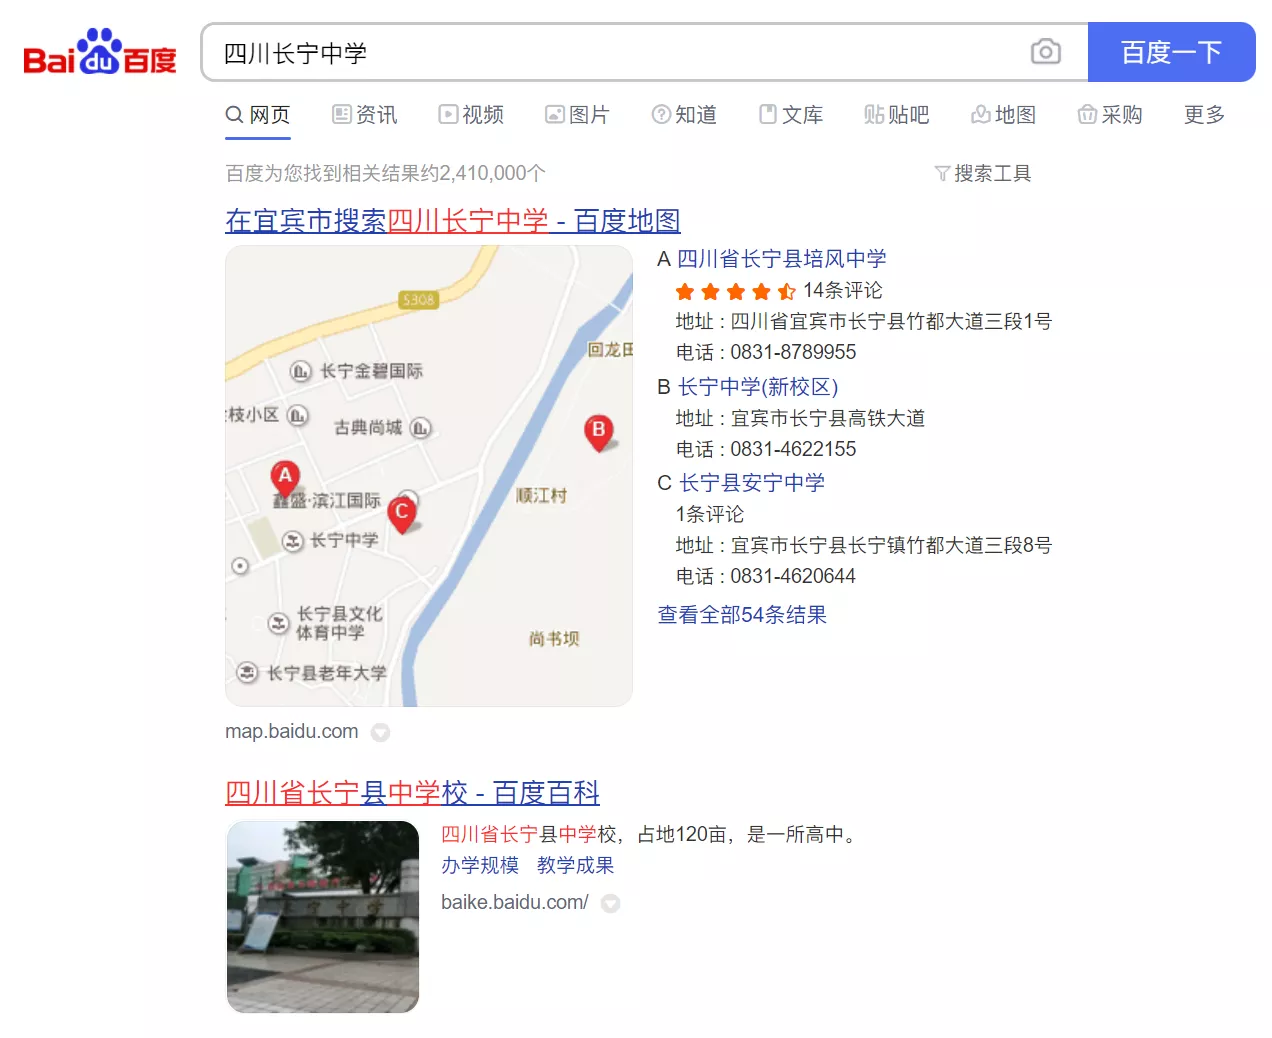 Bai du 百度
四川长宁中学
百度一下
网页 资讯 视频 图片 知道 文库 贴吧 地图 采购 更多
百度为您找到相关结果约2,410,000个
搜索工具
在宜宾市搜索四川长宁中学 - 百度地图
S308
回龙田
长宁金碧国际
枝小区
古典尚城
B
A
鑫盛·滨江国际
C
顺江村
长宁中学
长宁县文化
体育中学
尚书坝
长宁县老年大学
A 四川省长宁县培风中学
14条评论
地址：四川省宜宾市长宁县竹都大道三段1号
电话：0831-8789955
B 长宁中学(新校区)
地址：宜宾市长宁县高铁大道
电话：0831-4622155
C 长宁县安宁中学
1条评论
地址：宜宾市长宁县长宁镇竹都大道三段8号
电话：0831-4620644
查看全部54条结果
map.baidu.com
四川省长宁县中学校 - 百度百科
四川省长宁县中学校，占地120亩，是一所高中。
办学规模 教学成果
baike.baidu.com/
长宁中学